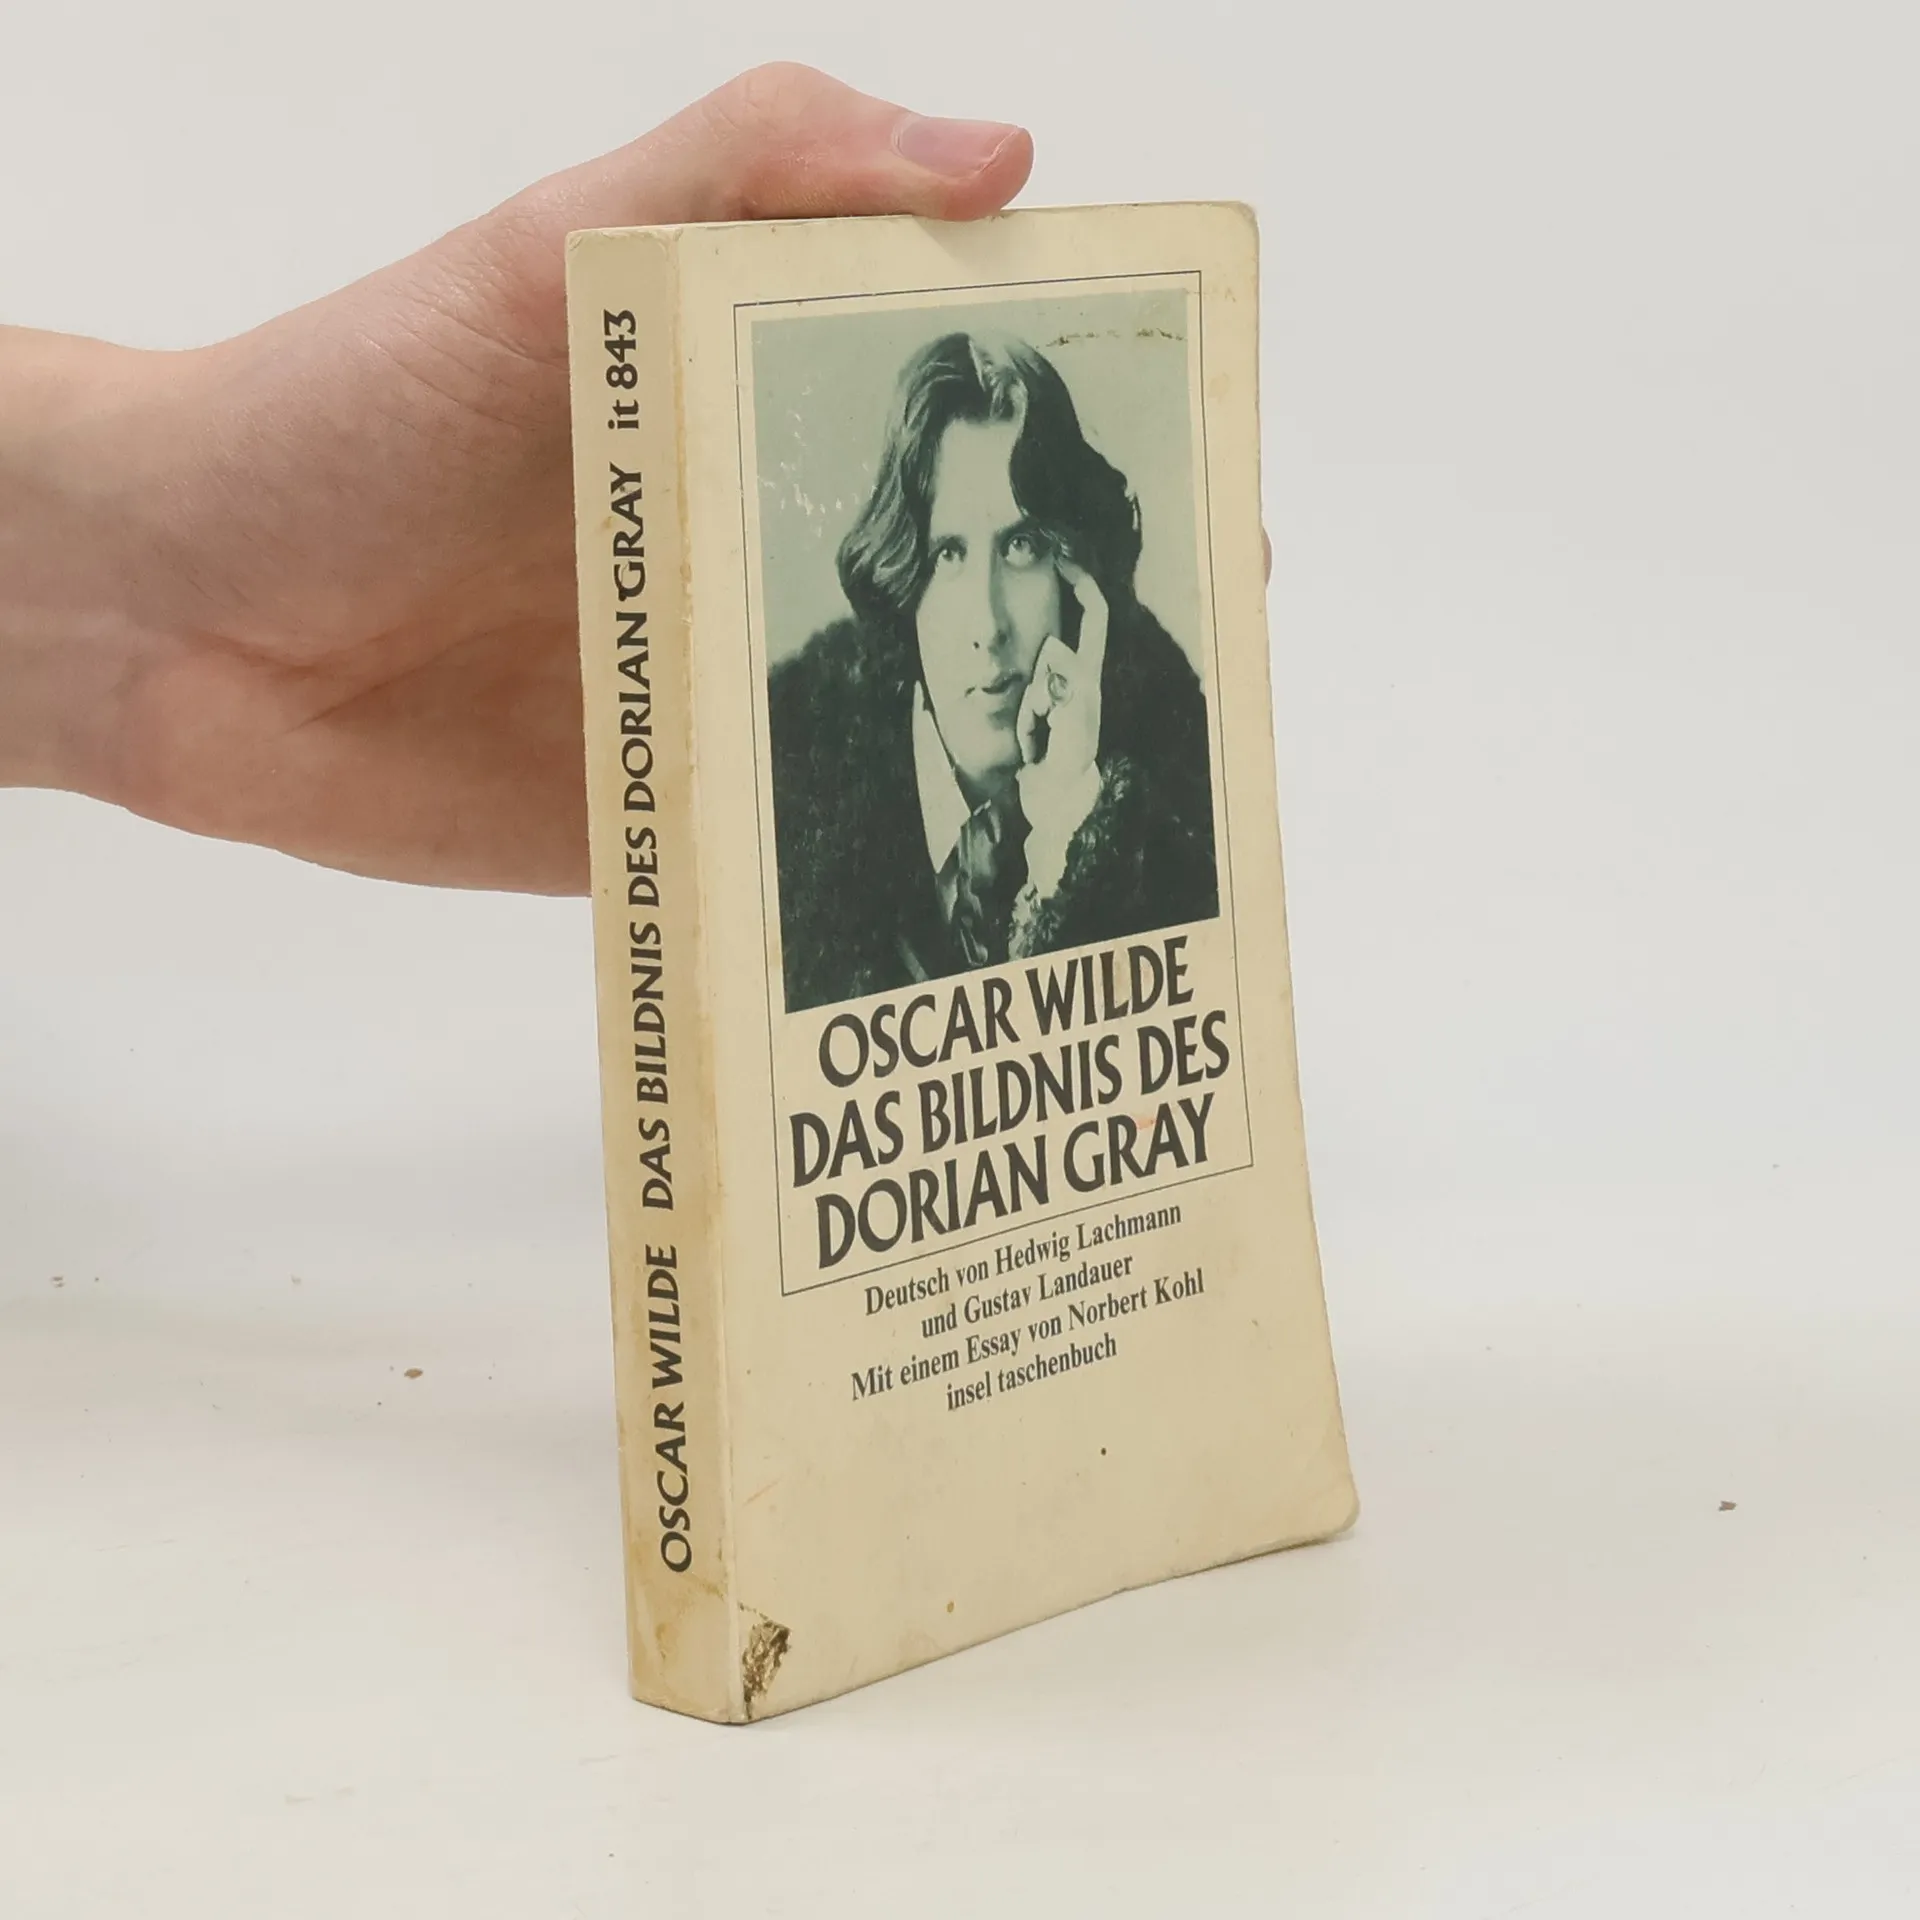 OSCAR WILDE DAS BILDNIS DES DORIAN GRAY it 843
OSCAR WILDE
DAS BILDNIS DES
DORIAN GRAY
Deutsch von Hedwig Lachmann
und Gustav Landauer
Mit einem Essay von Norbert Kohl
insel taschenbuch